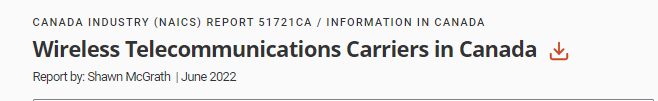 CANADA INDUSTRY (NAICS) REPORT 51721CA / INFORMATION IN CANADA
Wireless Telecommunications Carriers in Canada
Report by: Shawn McGrath | June 2022